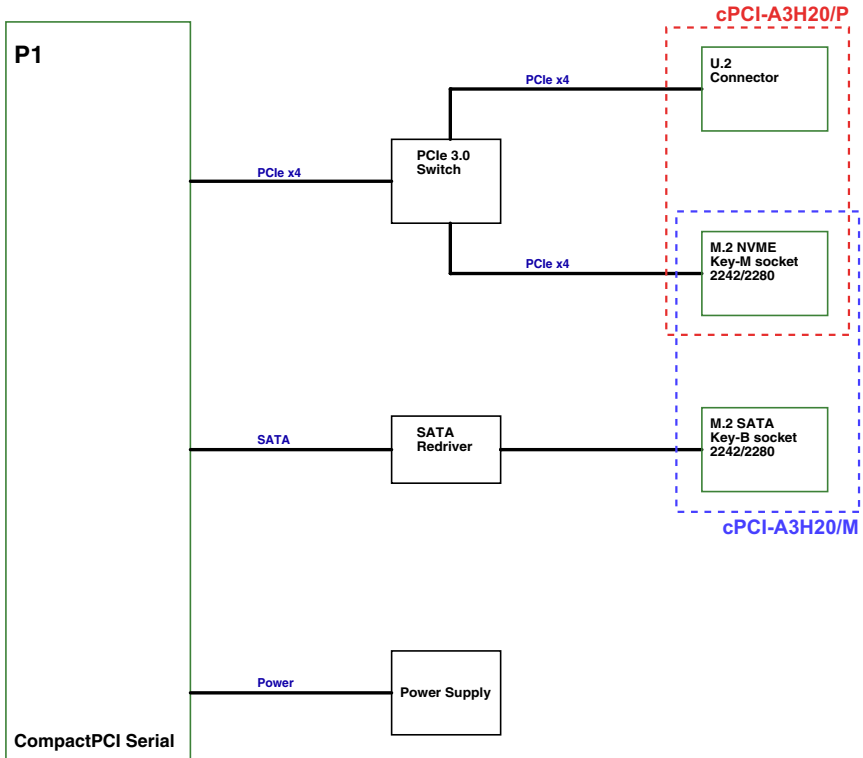 cPCI-A3H20/P
P1
U.2
Connector
PCIe x4
PCIe 3.0
Switch
PCIe x4
M.2 NVME
Key-M socket
2242/2280
PCIe x4
M.2 SATA
Key-B socket
2242/2280
SATA
Redriver
SATA
cPCI-A3H20/M
Power
Power Supply
CompactPCI Serial